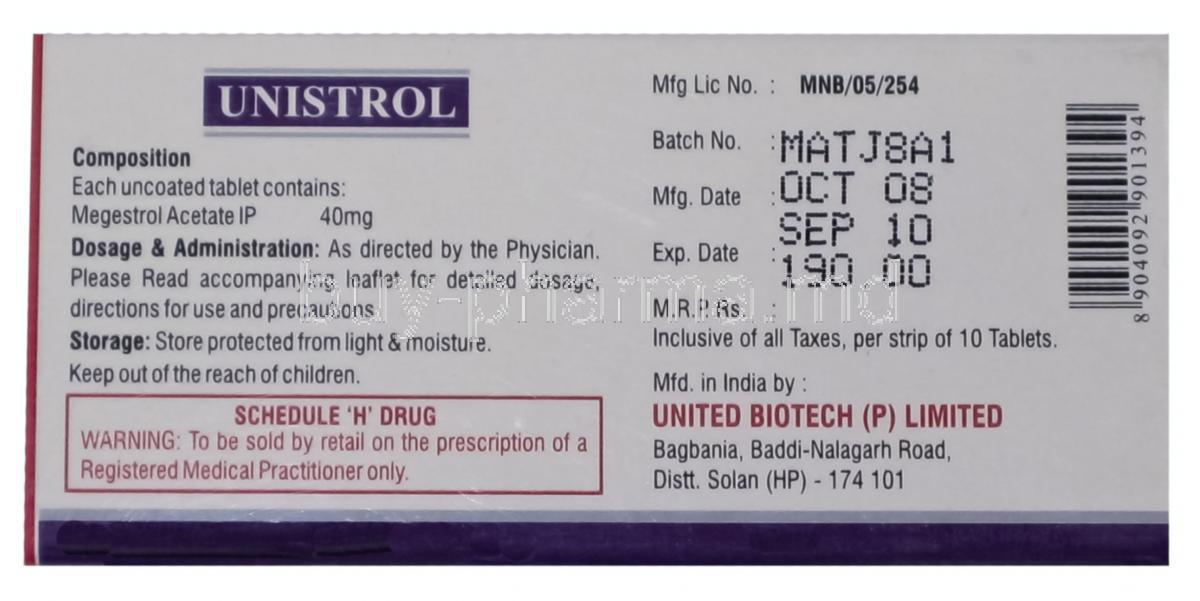 UNISTROL
Composition
Each uncoated tablet contains:
Megestrol Acetate IP 40mg
Dosage & Administration: As directed by the Physician.
Please Read accompanying leaflet for detailed dosage,
directions for use and precautions.
Storage: Store protected from light & moisture.
Keep out of the reach of children.
SCHEDULE 'H' DRUG
WARNING: To be sold by retail on the prescription of a
Registered Medical Practitioner only.
Mfg Lic No. : MNB/05/254
Batch No. : MATJ8A1
Mfg. Date : OCT 08
Exp. Date : SEP 10
M.R.P. Rs. : 190 00
Inclusive of all Taxes, per strip of 10 Tablets.
Mfd. in India by :
UNITED BIOTECH (P) LIMITED
Bagbania, Baddi-Nalagarh Road,
Distt. Solan (HP) - 174 101
8 904092 901394
buy-pharma.md